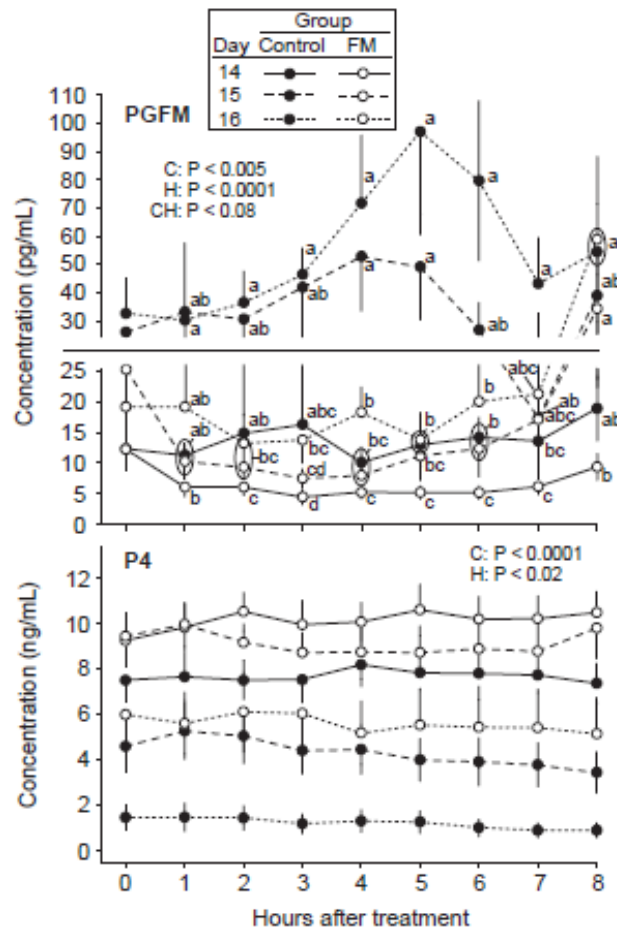 Group
Day Control FM
14
15
16
PGFM
C: P < 0.005
H: P < 0.0001
CH: P < 0.08
Concentration (pg/mL)
110
100
90
80
70
60
50
40
30
25
20
15
10
5
0
a
a
a
a
a
a
a
a
a
ab
ab
ab
ab
a
ab
a
ab
ab
abc
bc
b
bc
b
abc
ab
abc
bc
bc
cd
bc
bc
bc
b
c
d
c
c
c
c
P4
C: P < 0.0001
H: P < 0.02
Concentration (ng/mL)
12
10
8
6
4
2
0
0 1 2 3 4 5 6 7 8
Hours after treatment